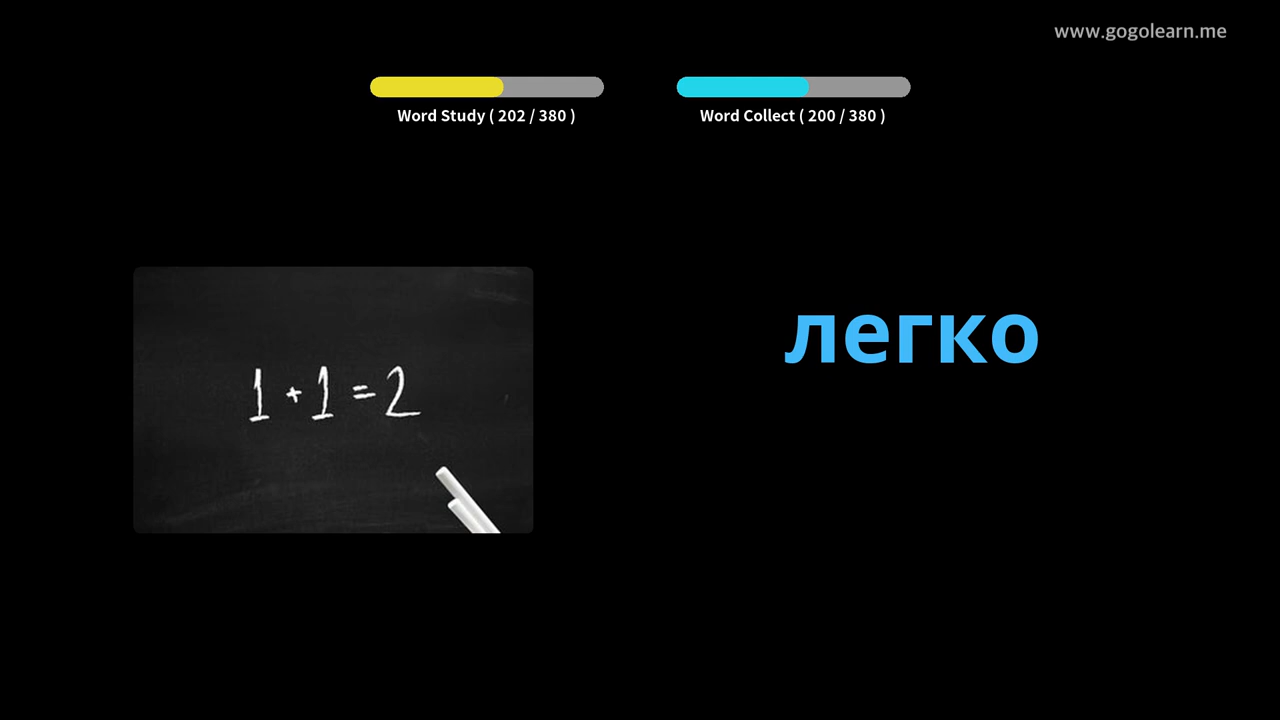 www.gogolearn.me
Word Study ( 202 / 380 )
Word Collect ( 200 / 380 )
легко
1 + 1 = 2